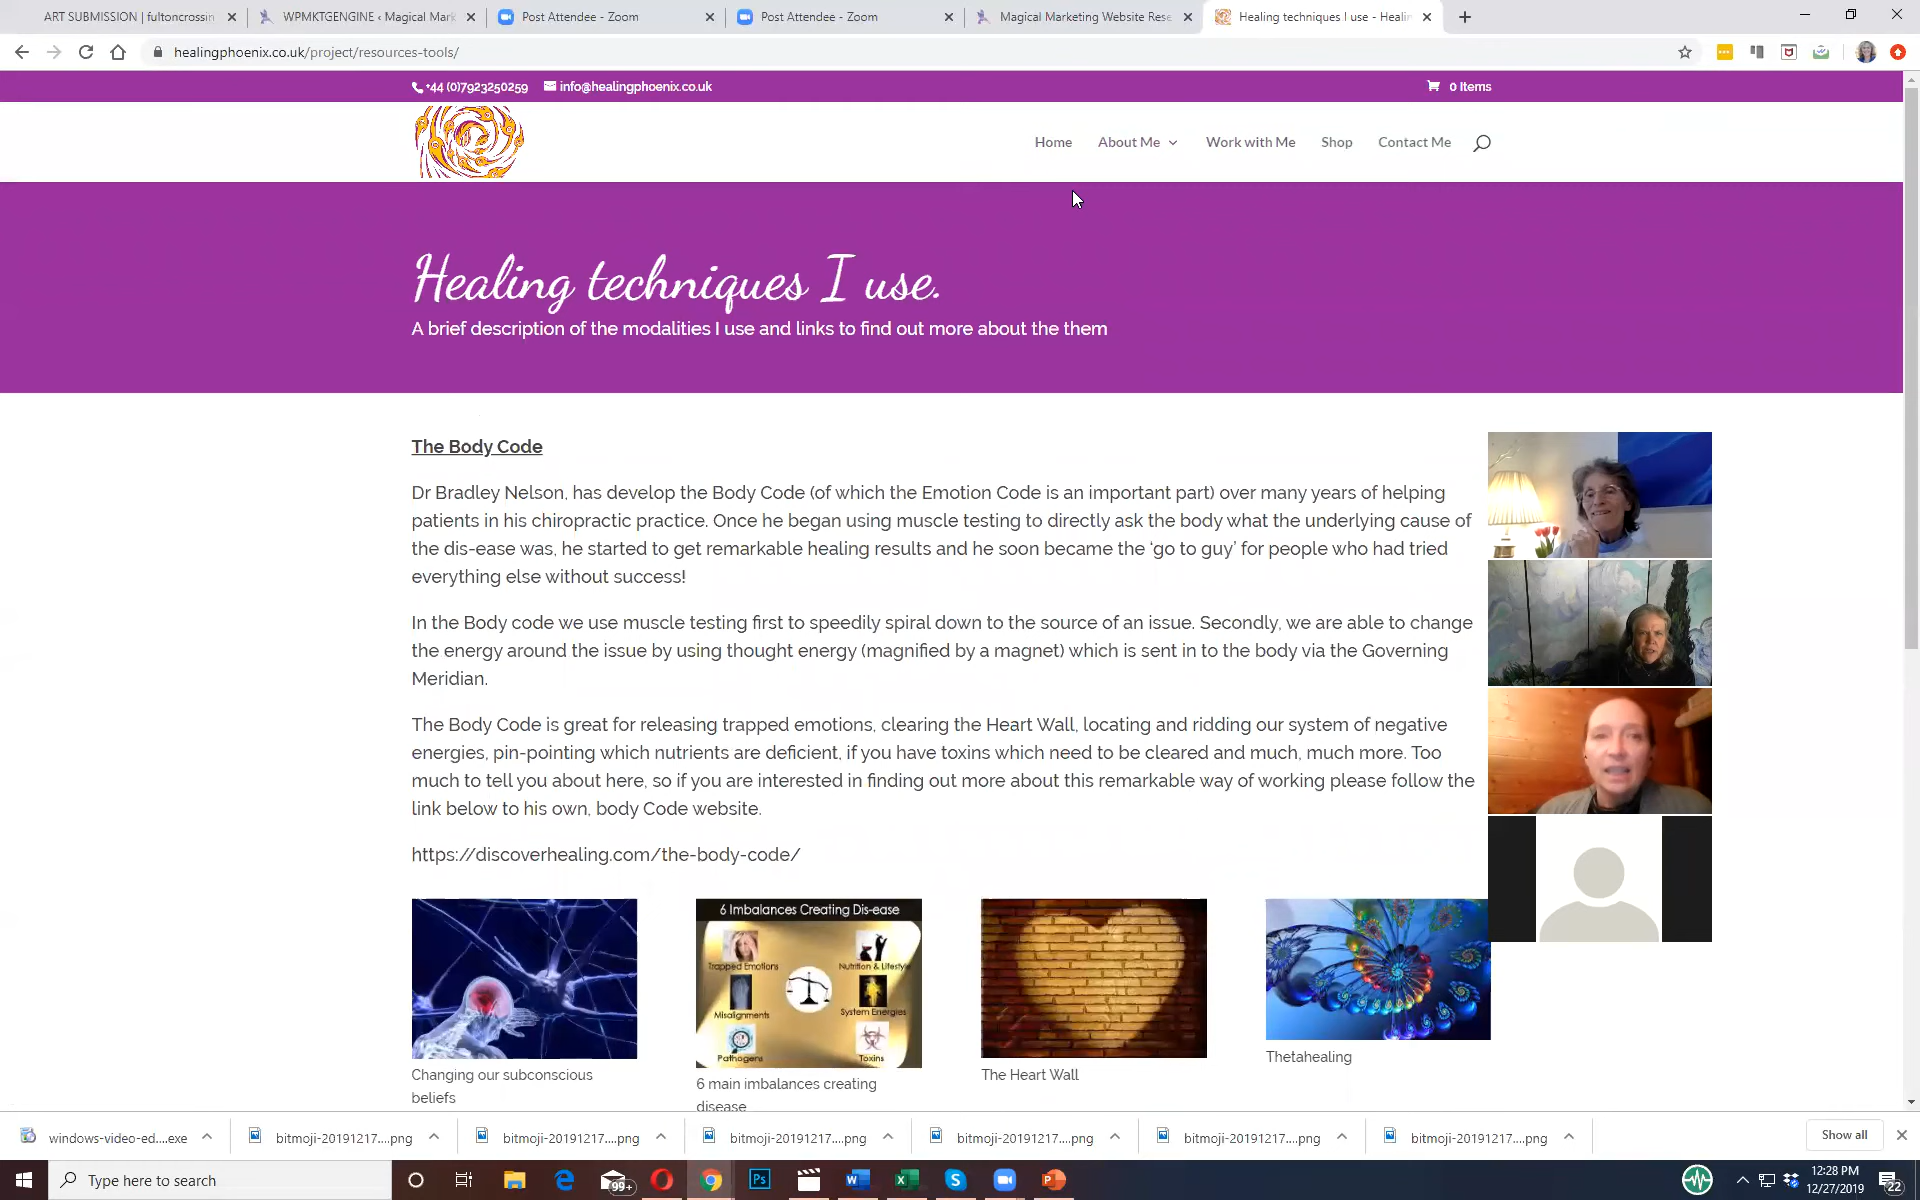 ART SUBMISSION | fultoncrossin
WPMKTGENGINE ‹ Magical Mark
Post Attendee - Zoom
Post Attendee - Zoom
Magical Marketing Website Rese
Healing techniques I use - Healin
healingphoenix.co.uk/project/resources-tools/
+44 (0)7923250259
info@healingphoenix.co.uk
0 Items
Home
About Me
Work with Me
Shop
Contact Me
Healing techniques I use.
A brief description of the modalities I use and links to find out more about the them
The Body Code
Dr Bradley Nelson, has develop the Body Code (of which the Emotion Code is an important part) over many years of helping
patients in his chiropractic practice. Once he began using muscle testing to directly ask the body what the underlying cause of
the dis-ease was, he started to get remarkable healing results and he soon became the ‘go to guy’ for people who had tried
everything else without success!
In the Body code we use muscle testing first to speedily spiral down to the source of an issue. Secondly, we are able to change
the energy around the issue by using thought energy (magnified by a magnet) which is sent in to the body via the Governing
Meridian.
The Body Code is great for releasing trapped emotions, clearing the Heart Wall, locating and ridding our system of negative
energies, pin-pointing which nutrients are deficient, if you have toxins which need to be cleared and much, much more. Too
much to tell you about here, so if you are interested in finding out more about this remarkable way of working please follow the
link below to his own, body Code website.
https://discoverhealing.com/the-body-code/
6 Imbalances Creating Dis-ease
Trapped Emotions
Nutrition & Lifestyle
Misalignments
System Energies
Pathogens
Toxins
Changing our subconscious
beliefs
6 main imbalances creating
disease
The Heart Wall
Thetahealing
windows-video-ed....exe
bitmoji-20191217....png
bitmoji-20191217....png
bitmoji-20191217....png
bitmoji-20191217....png
bitmoji-20191217....png
bitmoji-20191217....png
Show all
Type here to search
99+
12:28 PM
12/27/2019
22